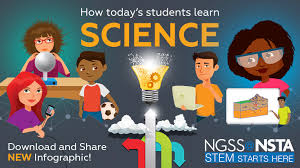 How today's students learn
SCIENCE
Download and Share
NEW Infographic!
NGSS@NSTA
STEM STARTS HERE